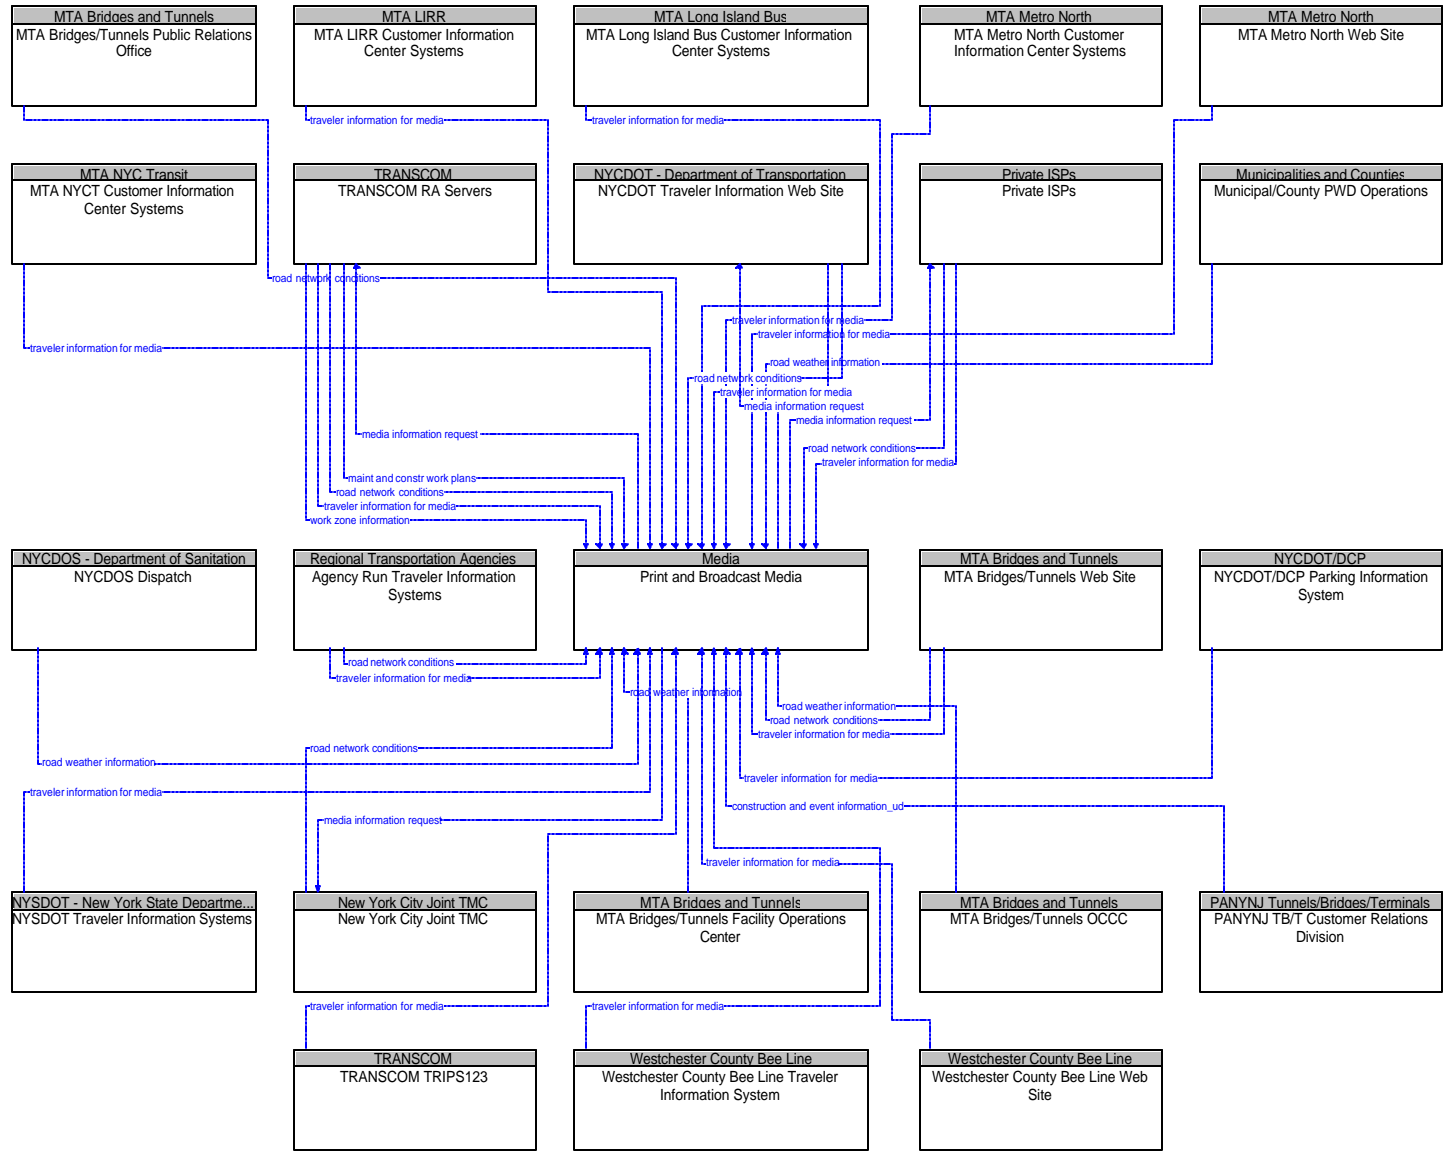 MTA Bridges and Tunnels
MTA Bridges/Tunnels Public Relations
Office
MTA LIRR
MTA LIRR Customer Information
Center Systems
MTA Long Island Bus
MTA Long Island Bus Customer Information
Center Systems
MTA Metro North
MTA Metro North Customer
Information Center Systems
MTA Metro North
MTA Metro North Web Site
traveler information for media
traveler information for media
MTA NYC Transit
MTA NYCT Customer Information
Center Systems
TRANSCOM
TRANSCOM RA Servers
NYCDOT - Department of Transportation
NYCDOT Traveler Information Web Site
Private ISPs
Private ISPs
Municipalities and Counties
Municipal/County PWD Operations
road network conditions
traveler information for media
traveler information for media
traveler information for media
road weather information
road network conditions
traveler information for media
media information request
media information request
media information request
road network conditions
traveler information for media
maint and constr work plans
road network conditions
traveler information for media
work zone information
NYCDOS - Department of Sanitation
NYCDOS Dispatch
Regional Transportation Agencies
Agency Run Traveler Information
Systems
Media
Print and Broadcast Media
MTA Bridges and Tunnels
MTA Bridges/Tunnels Web Site
NYCDOT/DCP
NYCDOT/DCP Parking Information
System
road network conditions
traveler information for media
road weather information
road weather information
road network conditions
traveler information for media
road network conditions
road weather information
traveler information for media
traveler information for media
construction and event information_ud
media information request
traveler information for media
NYSDOT - New York State Departme...
NYSDOT Traveler Information Systems
New York City Joint TMC
New York City Joint TMC
MTA Bridges and Tunnels
MTA Bridges/Tunnels Facility Operations
Center
MTA Bridges and Tunnels
MTA Bridges/Tunnels OCCC
PANYNJ Tunnels/Bridges/Terminals
PANYNJ TB/T Customer Relations
Division
traveler information for media
traveler information for media
TRANSCOM
TRANSCOM TRIPS123
Westchester County Bee Line
Westchester County Bee Line Traveler
Information System
Westchester County Bee Line
Westchester County Bee Line Web
Site